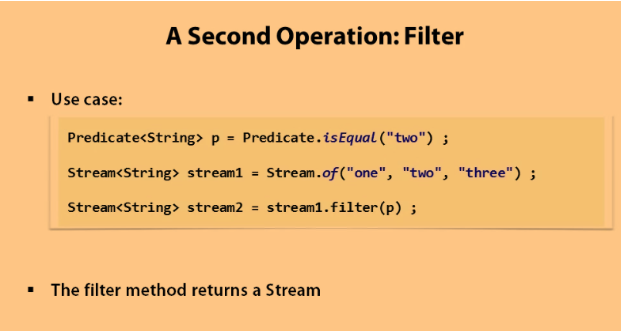 A Second Operation: Filter
▪ Use case:
Predicate<String> p = Predicate.isEqual("two") ;
Stream<String> stream1 = Stream.of("one", "two", "three") ;
Stream<String> stream2 = stream1.filter(p) ;
▪ The filter method returns a Stream